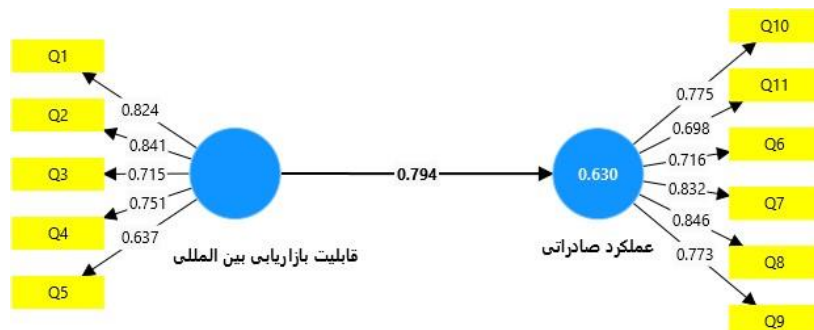 Q1
Q2
Q3
Q4
Q5
0.824
0.841
0.715
0.751
0.637
قابلیت بازاریابی بین المللی
0.794
0.630
عملکرد صادراتی
0.775
0.698
0.716
0.832
0.846
0.773
Q10
Q11
Q6
Q7
Q8
Q9